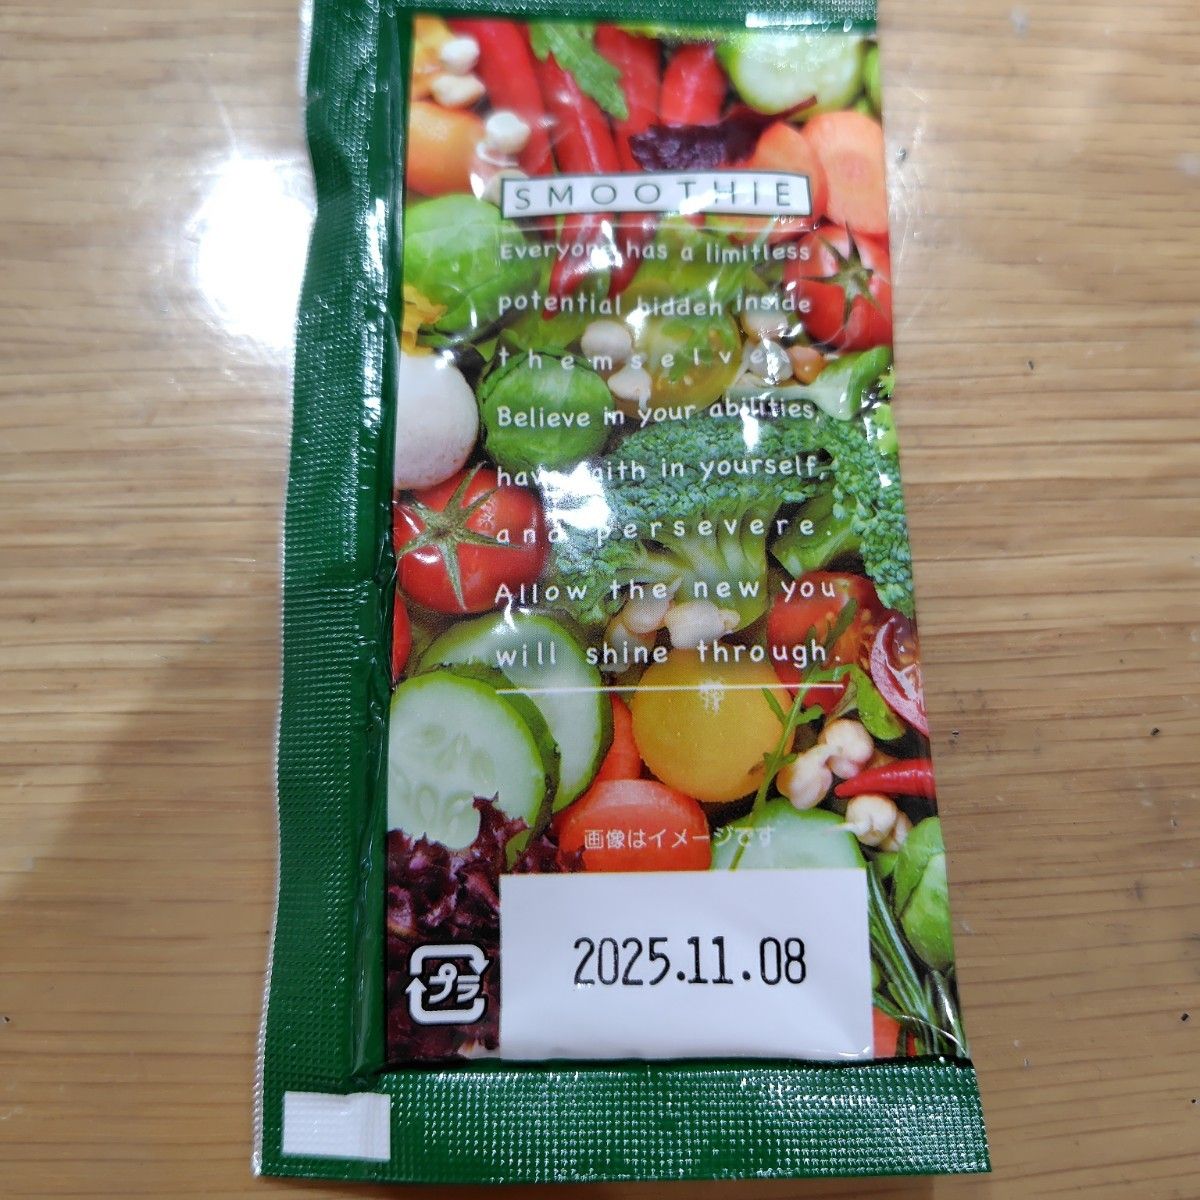 SMOOTHIE
Everyone has a limitless
potential hidden inside
themselves.
Believe in your abilities,
have faith in yourself,
and persevere.
Allow the new you
will shine through.
画像はイメージです
2025.11.08
プラ